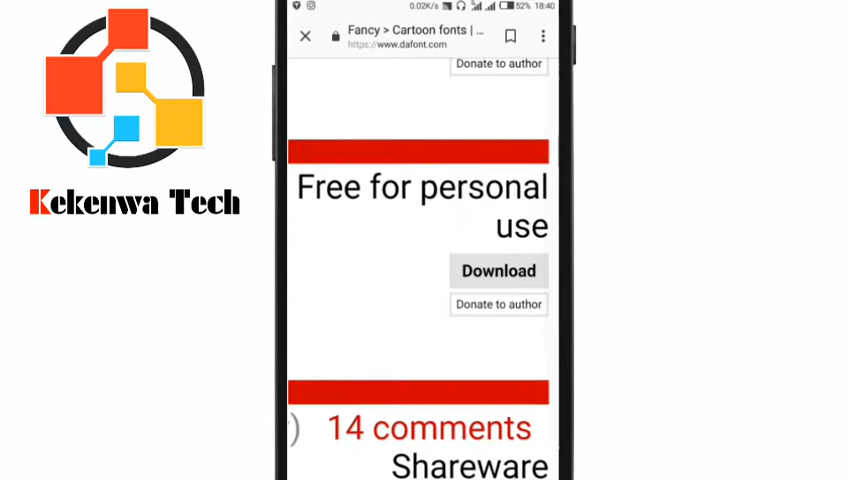 Kekenwa Tech
0.02K/s 52% 18:40
Fancy > Cartoon fonts | ...
https://www.dafont.com
Donate to author
Free for personal
use
Download
Donate to author
) 14 comments
Shareware